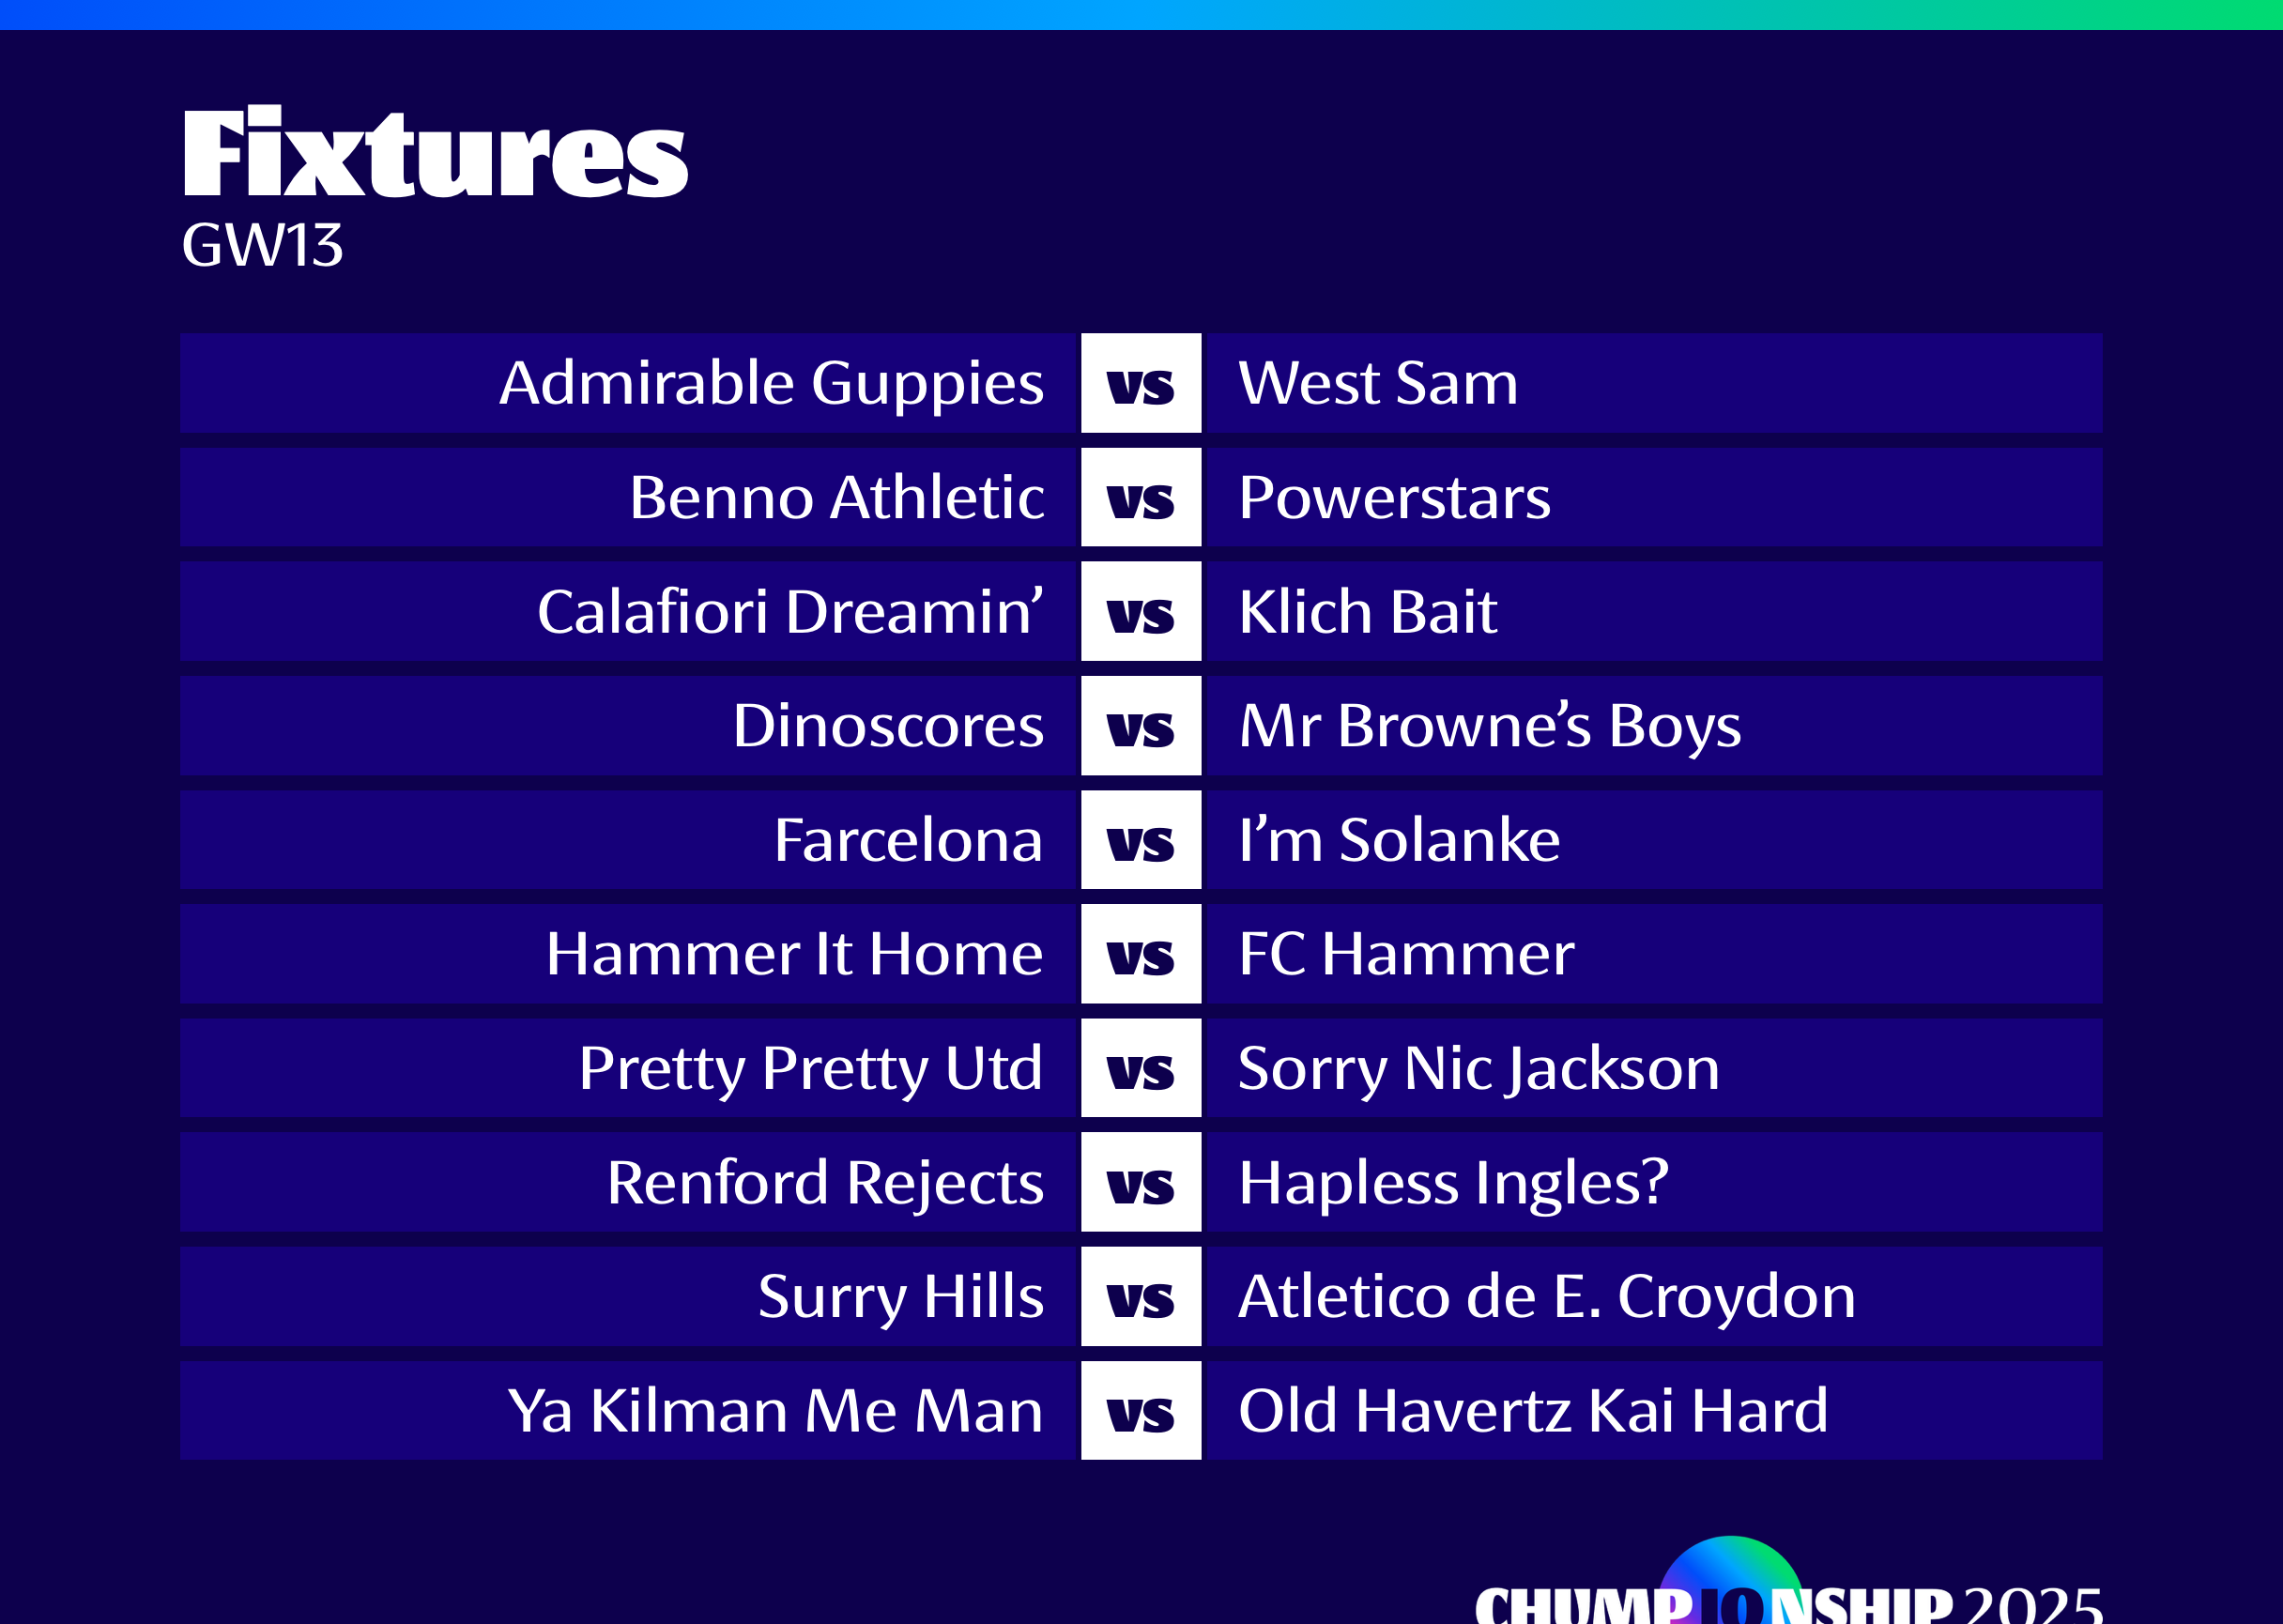 Fixtures
GW13
Admirable Guppies vs West Sam
Benno Athletic vs Powerstars
Calafiori Dreamin’ vs Klich Bait
Dinoscores vs Mr Browne’s Boys
Farcelona vs I’m Solanke
Hammer It Home vs FC Hammer
Pretty Pretty Utd vs Sorry Nic Jackson
Renford Rejects vs Hapless Ingles?
Surry Hills vs Atletico de E. Croydon
Ya Kilman Me Man vs Old Havertz Kai Hard
CHUMPIONSHIP 2025